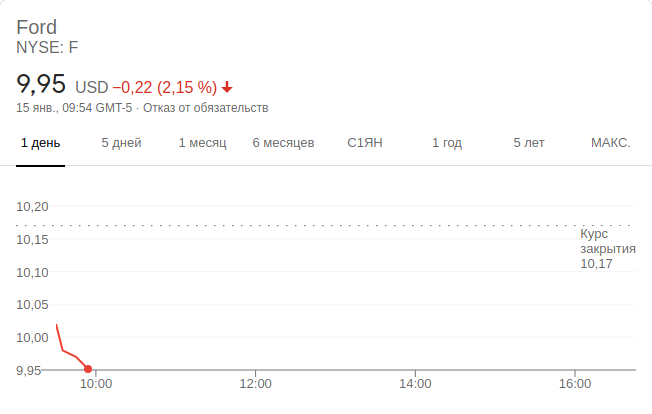 Ford
NYSE: F
9,95 USD −0,22 (2,15 %)
15 янв., 09:54 GMT-5 · Отказ от обязательств
1 день 5 дней 1 месяц 6 месяцев С1ЯН 1 год 5 лет МАКС.
10,20
Курс
10,15
закрытия
10,17
10,10
10,05
10,00
9,95
10:00 12:00 14:00 16:00